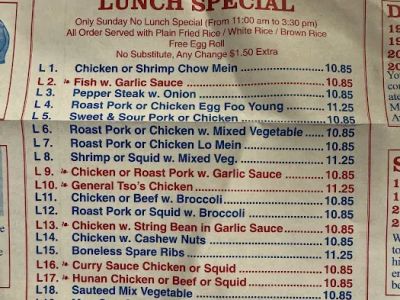 LUNCH SPECIAL
Only Sunday No Lunch Special (From 11:00 am to 3:30 pm)
All Order Served with Plain Fried Rice / White Rice / Brown Rice
Free Egg Roll
No Substitute, Any Change $1.50 Extra
L 1. Chicken or Shrimp Chow Mein 10.85
L 2. Fish w. Garlic Sauce 10.85
L 3. Pepper Steak w. Onion 10.85
L 4. Roast Pork or Chicken Egg Foo Young 11.25
L 5. Sweet & Sour Pork or Chicken 10.85
L 6. Roast Pork or Chicken w. Mixed Vegetable 10.85
L 7. Roast Pork or Chicken Lo Mein 10.85
L 8. Shrimp or Squid w. Mixed Veg. 11.25
L 9. Chicken or Roast Pork w. Garlic Sauce 10.85
L10. General Tso's Chicken 11.25
L11. Chicken or Beef w. Broccoli 10.85
L12. Roast Pork or Squid w. Broccoli 10.85
L13. Chicken w. String Bean in Garlic Sauce 10.85
L14. Chicken w. Cashew Nuts 10.85
L15. Boneless Spare Ribs 11.25
L16. Curry Sauce Chicken or Squid 10.85
L17. Hunan Chicken or Beef or Squid 10.85
L18. Sauteed Mix Vegetable 10.85